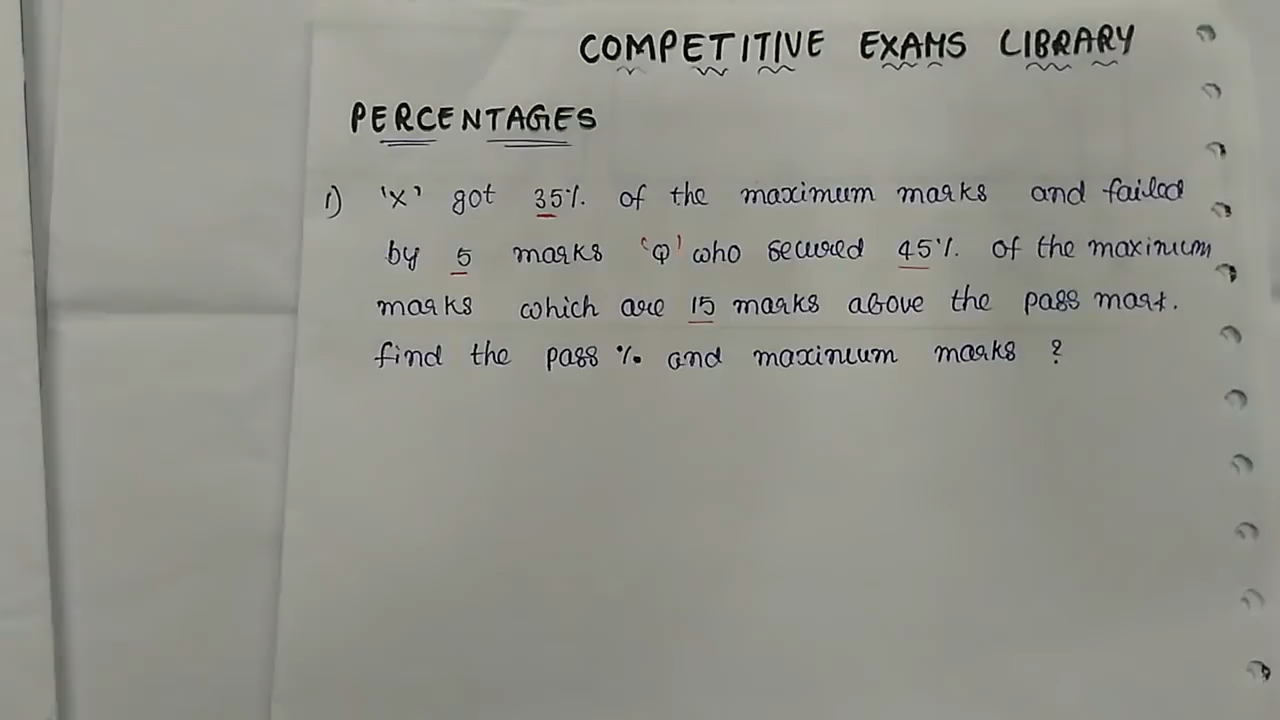 COMPETITIVE EXAMS LIBRARY
PERCENTAGES
1) 'X' got 35% of the maximum marks and failed
by 5 marks 'Q' who secured 45% of the maximum
marks which are 15 marks above the pass mark.
find the pass % and maximum marks ?